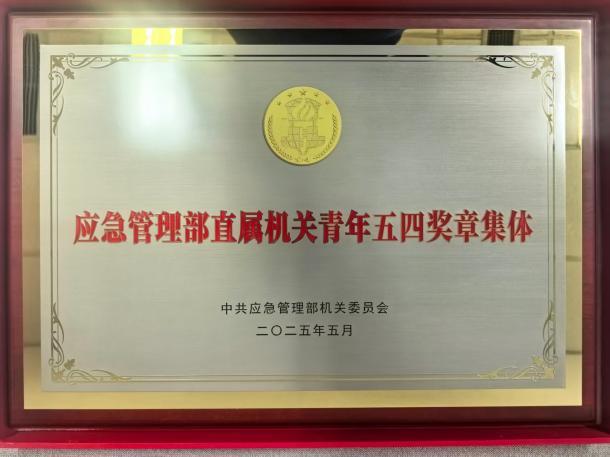 应急管理部直属机关青年五四奖章集体
中共应急管理部机关委员会
二〇二五年五月